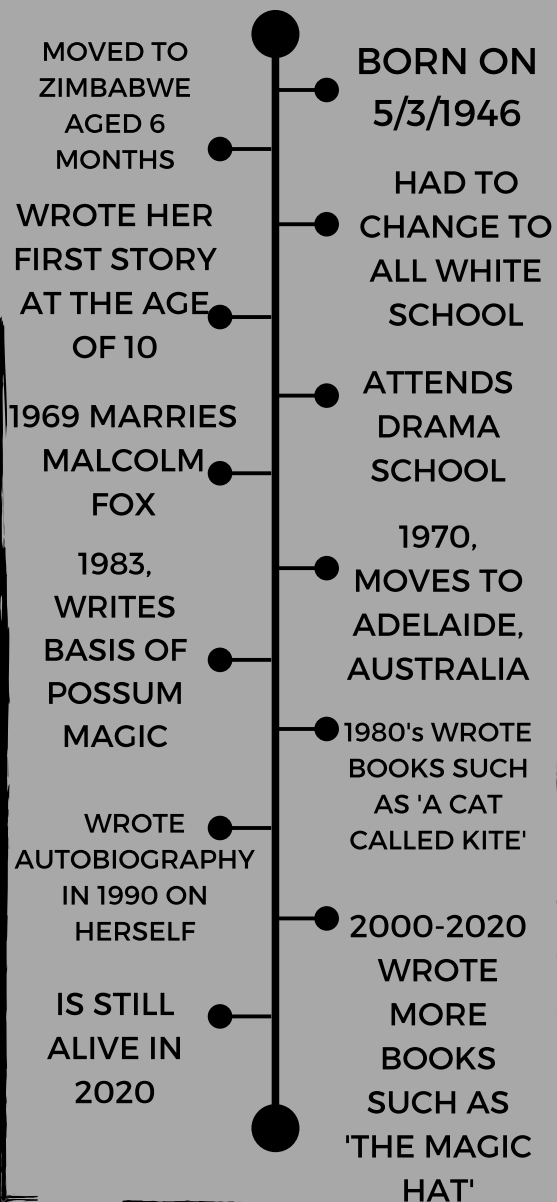 BORN ON
5/3/1946
MOVED TO
ZIMBABWE
AGED 6
MONTHS
HAD TO
CHANGE TO
ALL WHITE
SCHOOL
WROTE HER
FIRST STORY
AT THE AGE
OF 10
ATTENDS
DRAMA
SCHOOL
1969 MARRIES
MALCOLM
FOX
1970,
MOVES TO
ADELAIDE,
AUSTRALIA
1983,
WRITES
BASIS OF
POSSUM
MAGIC
1980's WROTE
BOOKS SUCH
AS 'A CAT
CALLED KITE'
WROTE
AUTOBIOGRAPHY
IN 1990 ON
HERSELF
2000-2020
WROTE
MORE
BOOKS
SUCH AS
'THE MAGIC
HAT'
IS STILL
ALIVE IN
2020